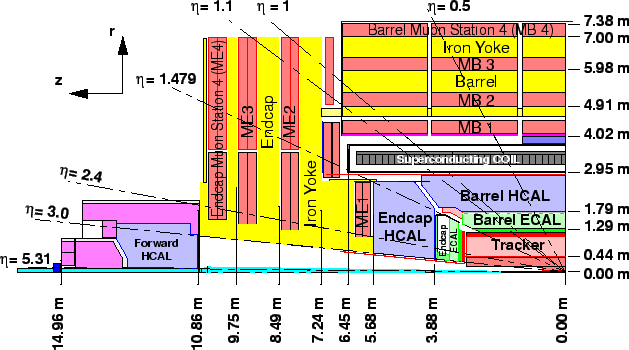 η = 1.1
η = 1
η = 0.5
7.38 m
r
Barrel Muon Station 4 (MB 4)
7.00 m
Iron Yoke
z
MB 3
5.98 m
η = 1.479
Barrel
MB 2
4.91 m
Endcap Muon Station 4 (ME4)
ME3
Endcap
ME2
Iron Yoke
MB 1
4.02 m
Superconducting COIL
2.95 m
η = 2.4
ME1
Barrel HCAL
1.79 m
η = 3.0
Endcap
HCAL
Barrel ECAL
1.29 m
Endcap
ECAL
Tracker
Forward
HCAL
0.44 m
η = 5.31
0.00 m
14.96 m
10.86 m
9.75 m
8.49 m
7.24 m
6.45 m
5.68 m
3.88 m
0.00 m